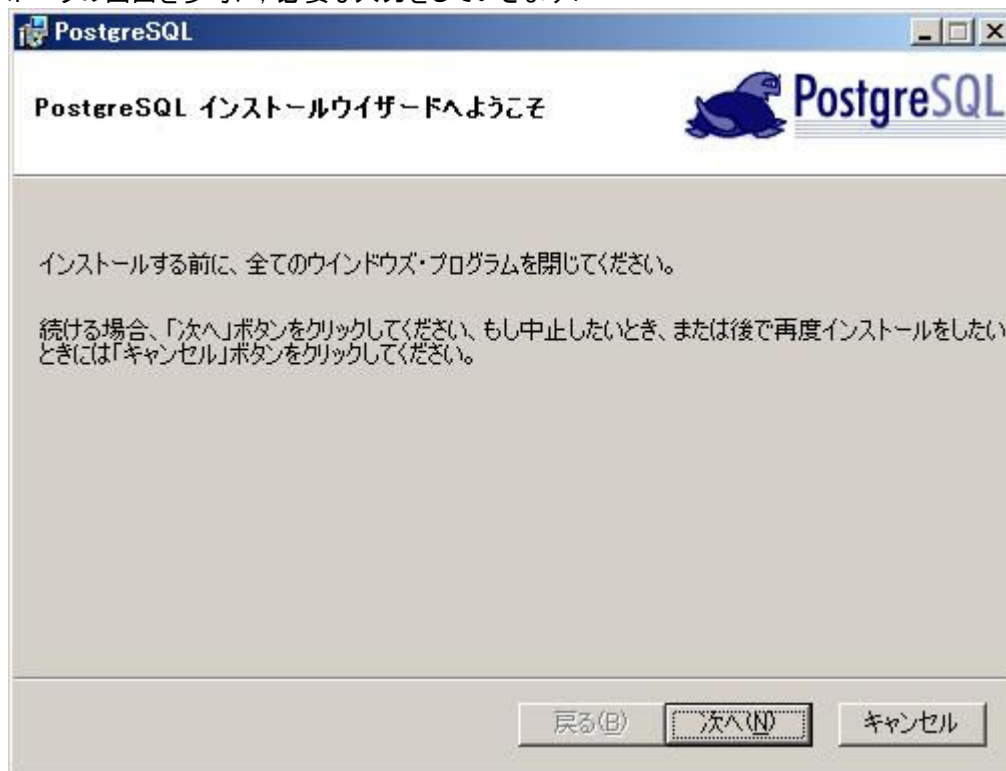 PostgreSQL
PostgreSQL インストールウイザードへようこそ
PostgreSQL
インストールする前に、全てのウインドウズ・プログラムを閉じてください。
続ける場合、「次へ」ボタンをクリックしてください、もし中止したいとき、または後で再度インストールをしたい
ときには「キャンセル」ボタンをクリックしてください。
戻る(B)
次へ(N)
キャンセル